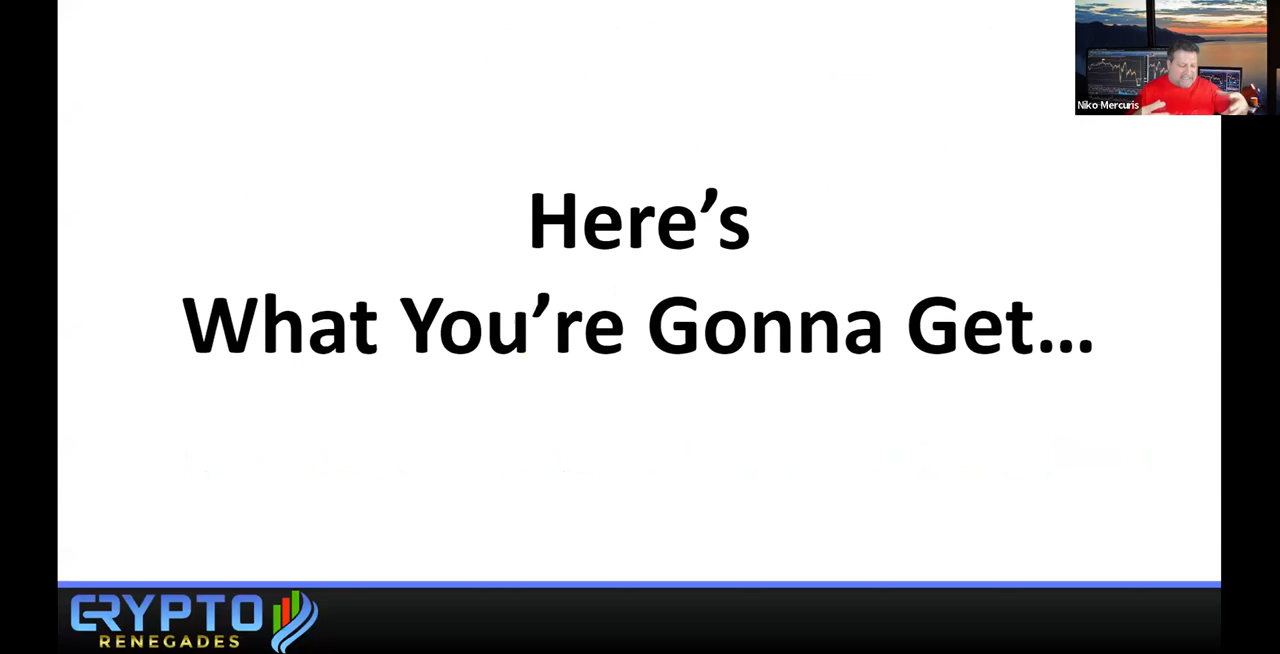 Niko Mercuris
Here’s
What You’re Gonna Get...
CRYPTO
RENEGADES